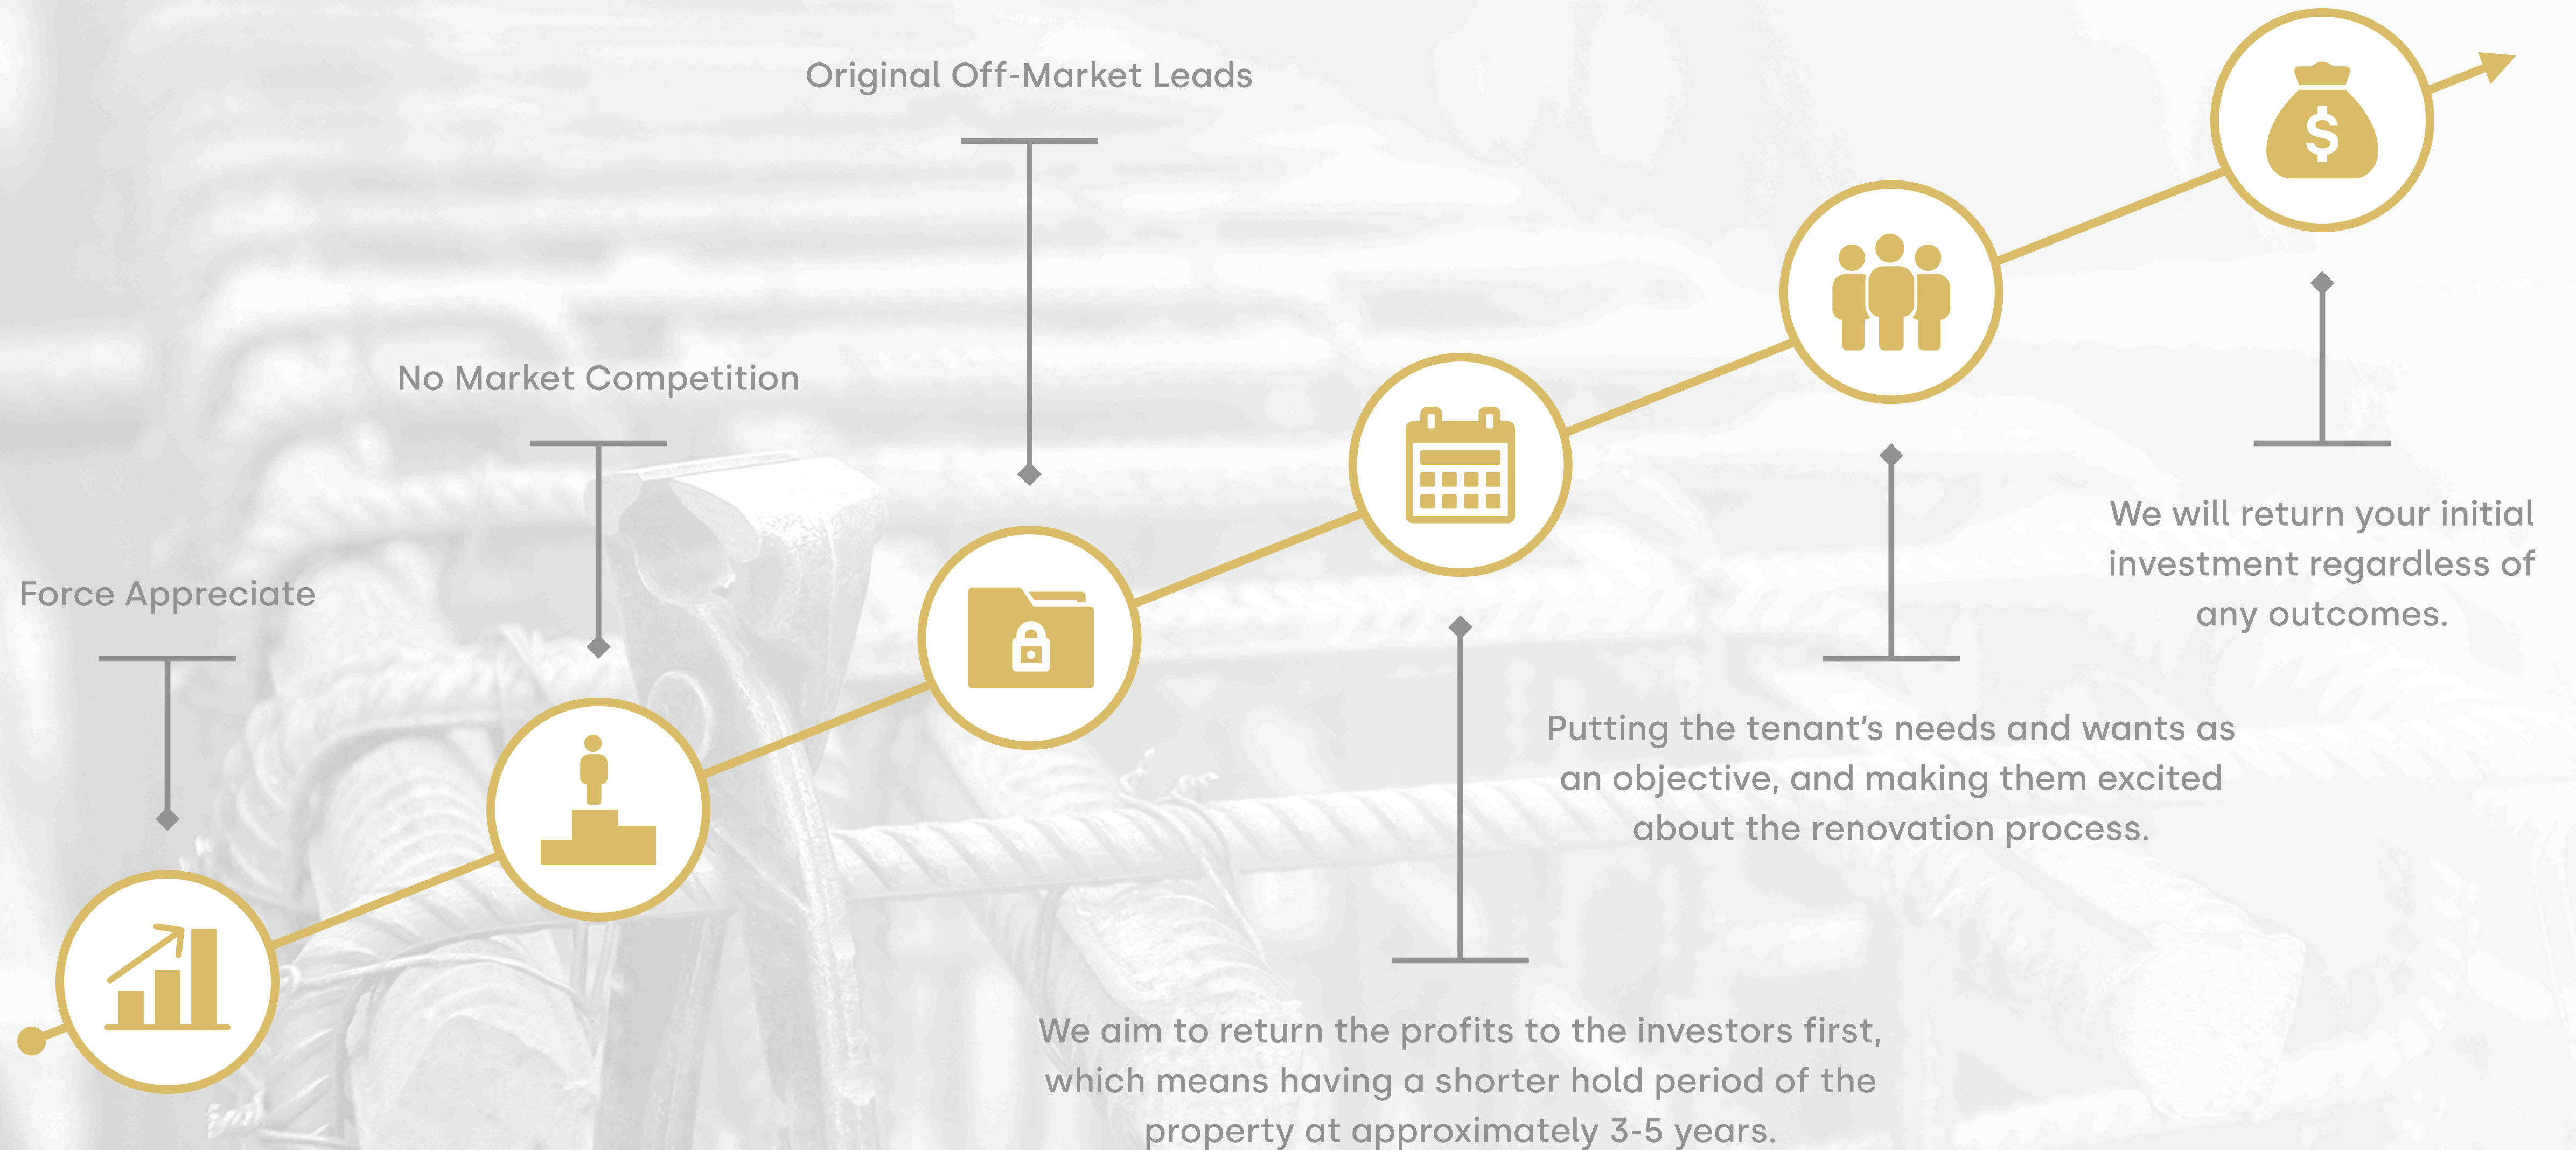 Force Appreciate
No Market Competition
Original Off-Market Leads
$
We aim to return the profits to the investors first,
which means having a shorter hold period of the
property at approximately 3-5 years.
Putting the tenant’s needs and wants as
an objective, and making them excited
about the renovation process.
We will return your initial
investment regardless of
any outcomes.